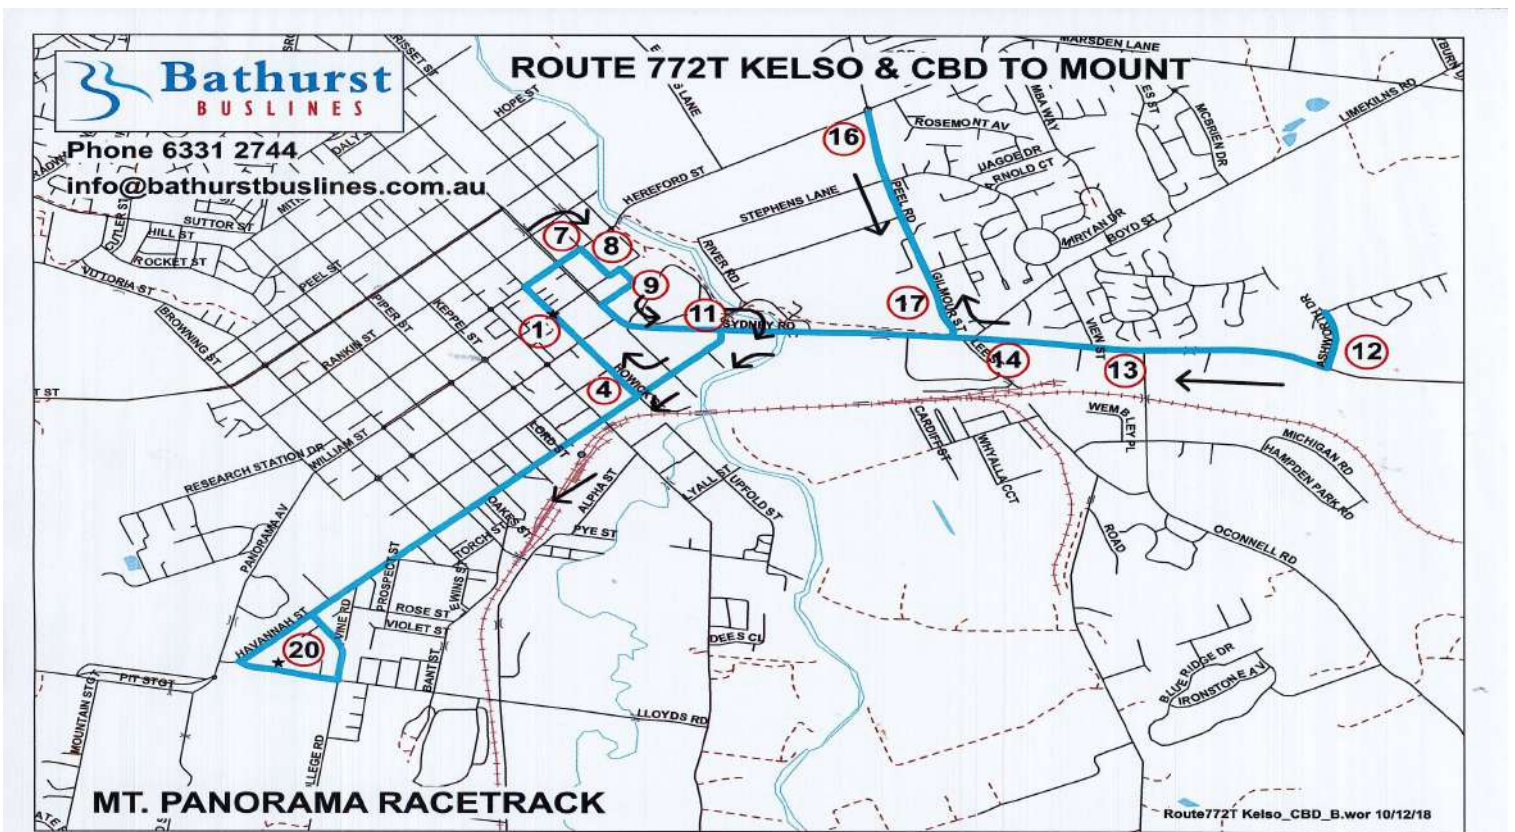 Bathurst
BUSLINES
ROUTE 772T KELSO & CBD TO MOUNT
Phone 6331 2744
info@bathurstbuslines.com.au
MARSDEN LANE
HOPE ST
LIMEKILNS RD
MCBRIEN DR
ROSEMONT AV
16
ARNOLD CT
HEREFORD ST
STEPHENS LANE
PEEL RD
MIRIYAN DR
BOYD ST
CUTLER ST
SUTTOR ST
HILL ST
ROCKET ST
7
8
RIVER RD
PEEL ST
9
GILMOUR ST
17
BROWNING ST
PIPER ST
KEPPEL ST
RANKIN ST
1
11
SYDNEY RD
VIEW ST
14
13
12
4
LORD ST
WILLIAM ST
RESEARCH STATION DR
CARDIFF ST
WHYALLA CCT
WEMBLEY PL
MICHIGAN RD
HAMPDEN PARK RD
PANORAMA AV
ALPHA ST
LYALL ST
UPFOLD ST
OAKES ST
TORCH ST
PYE ST
ROAD
OCONNELL RD
PROSPECT ST
ROSE ST
VIOLET ST
VINE RD
HAVANNAH ST
20
BANT ST
PIT STGT
MOUNTAIN STGT
LLOYDS RD
BLUE RIDGE DR
IRONSTONE AV
MT. PANORAMA RACETRACK
Route772T Kelso_CBD_B.wor 10/12/18